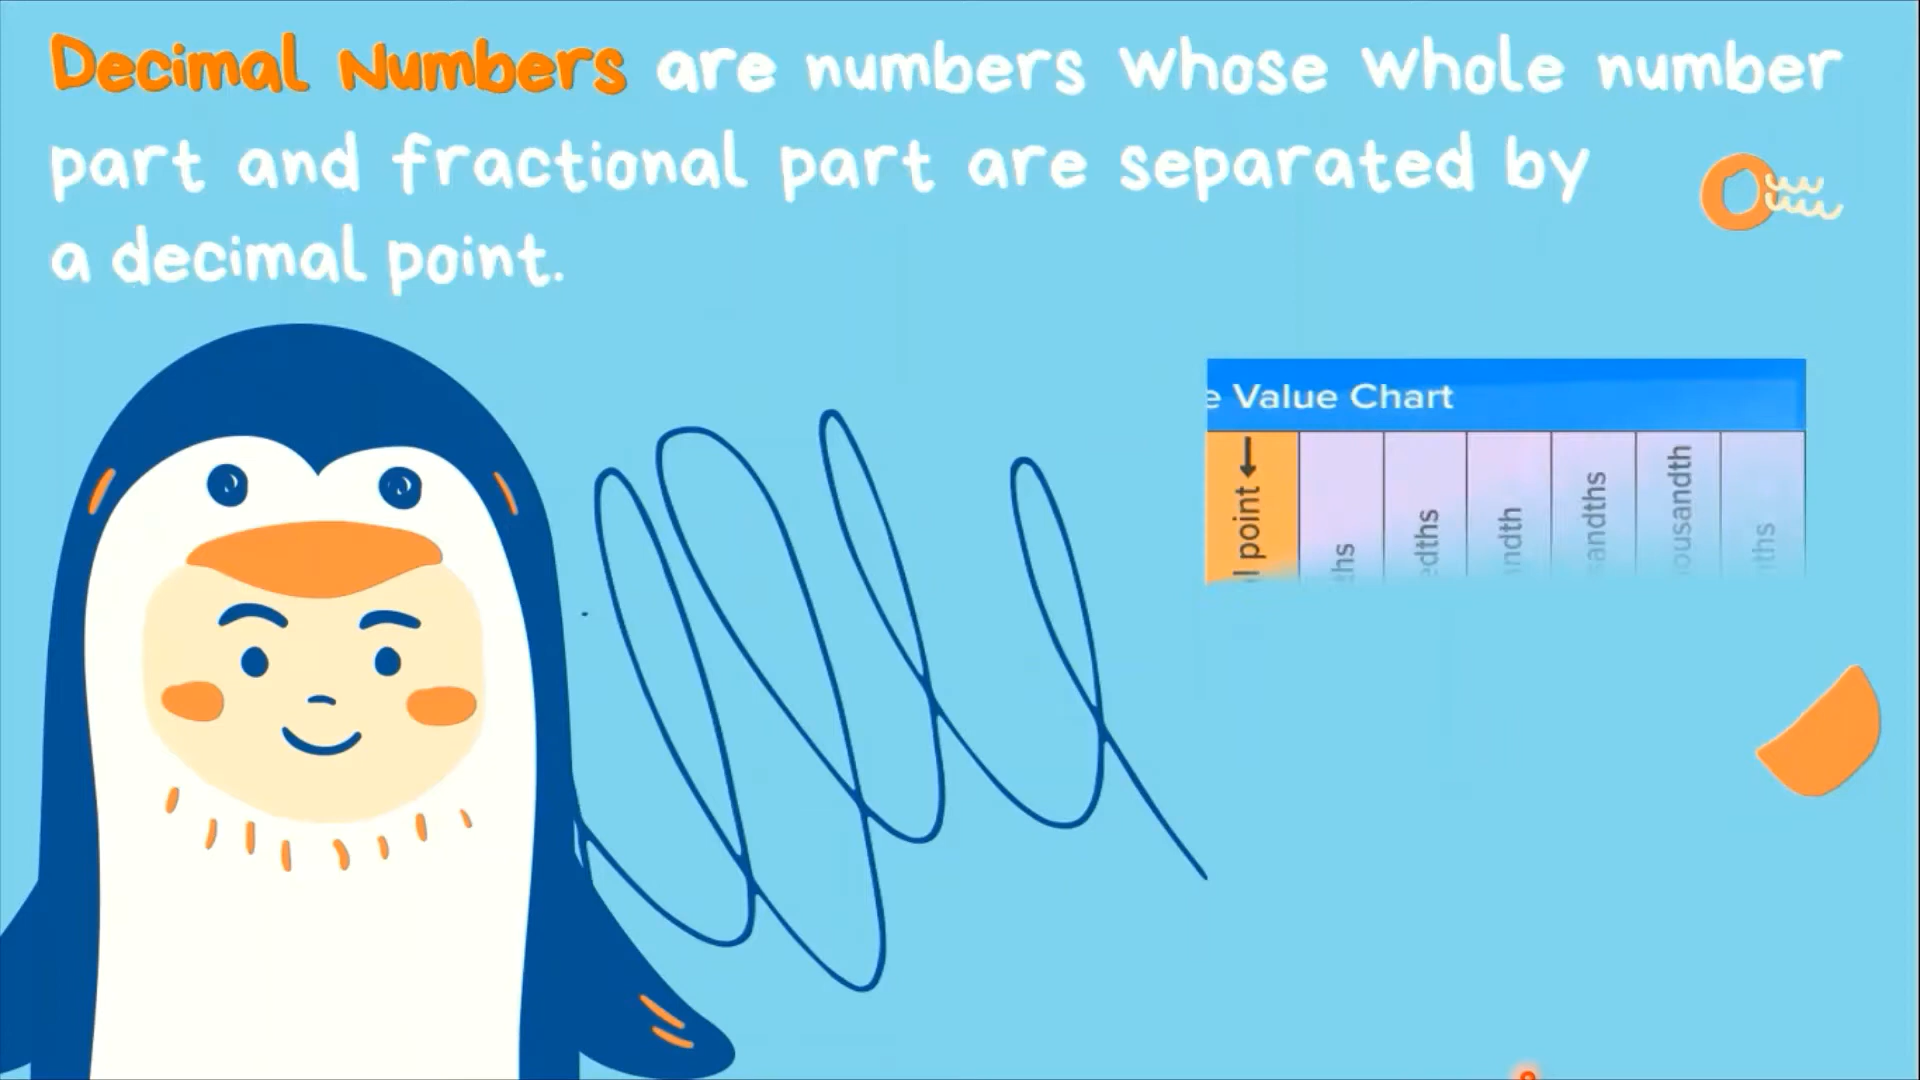 Decimal Numbers are numbers whose whole number
part and fractional part are separated by
a decimal point.
Value Chart
point